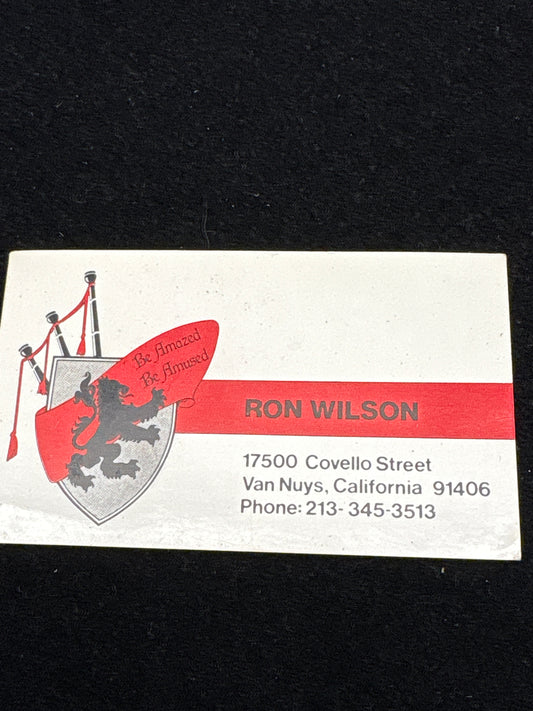 Be Amazed
Be Amused
RON WILSON
17500 Covello Street
Van Nuys, California 91406
Phone: 213-345-3513